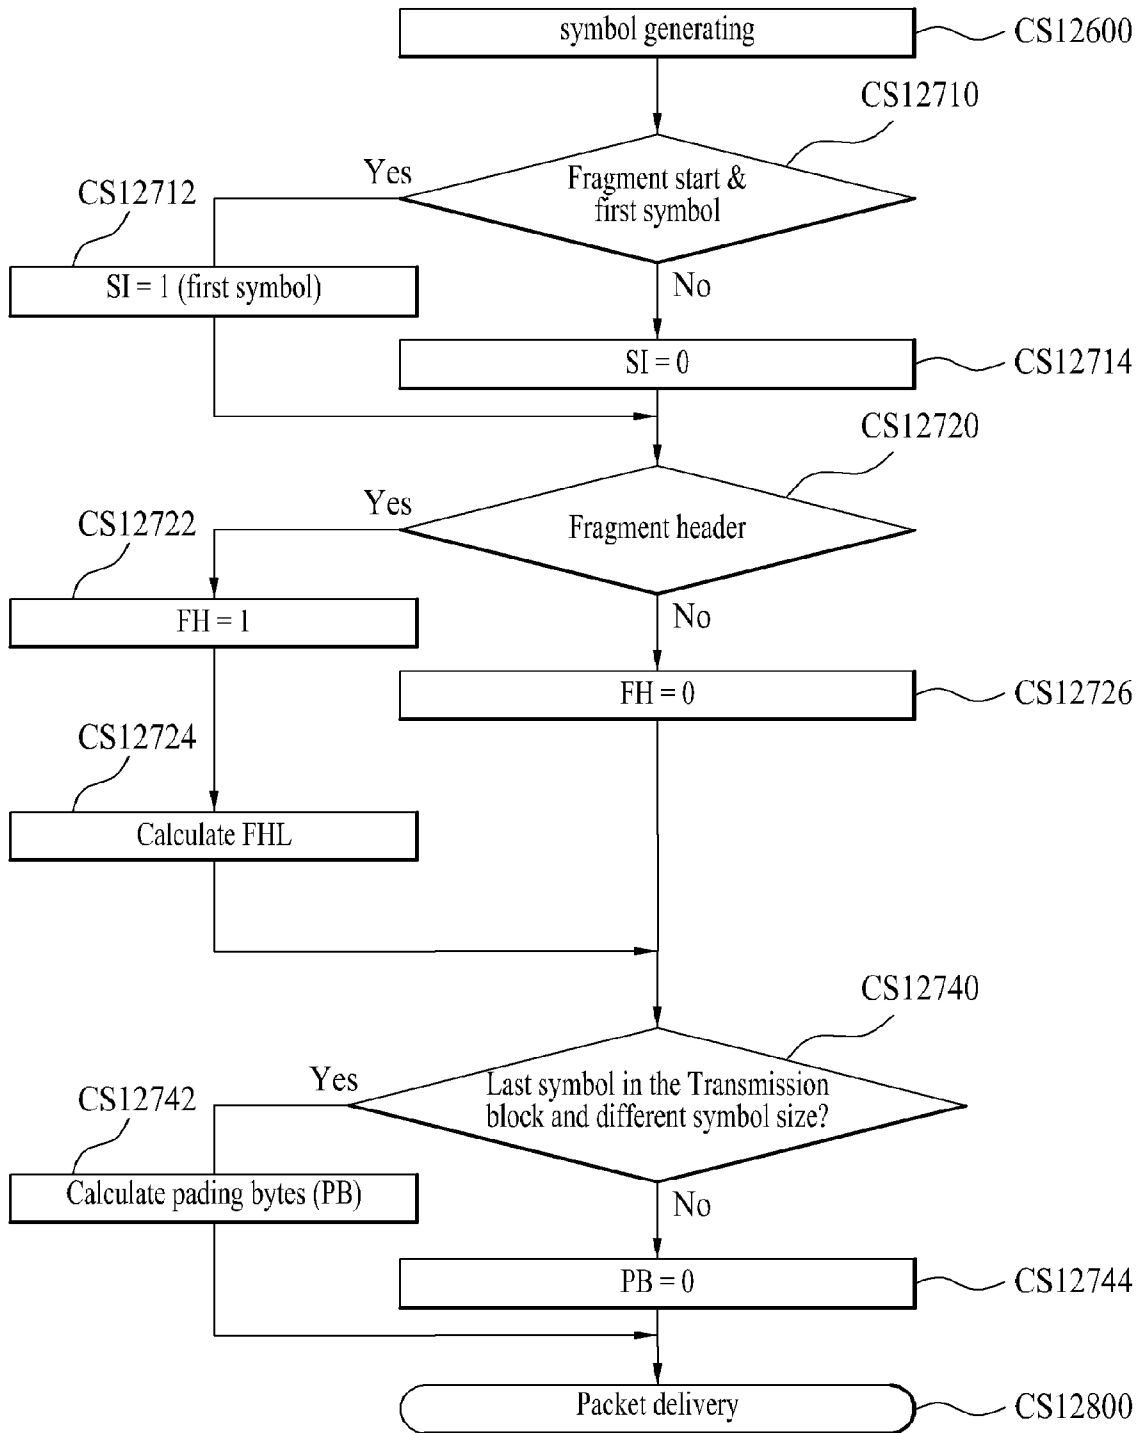 symbol generating
CS12600
CS12710
Yes
Fragment start &
first symbol
CS12712
SI = 1 (first symbol)
No
SI = 0
CS12714
CS12720
Yes
Fragment header
CS12722
FH = 1
No
FH = 0
CS12726
CS12724
Calculate FHL
CS12740
Yes
Last symbol in the Transmission
block and different symbol size?
CS12742
Calculate pading bytes (PB)
No
PB = 0
CS12744
Packet delivery
CS12800